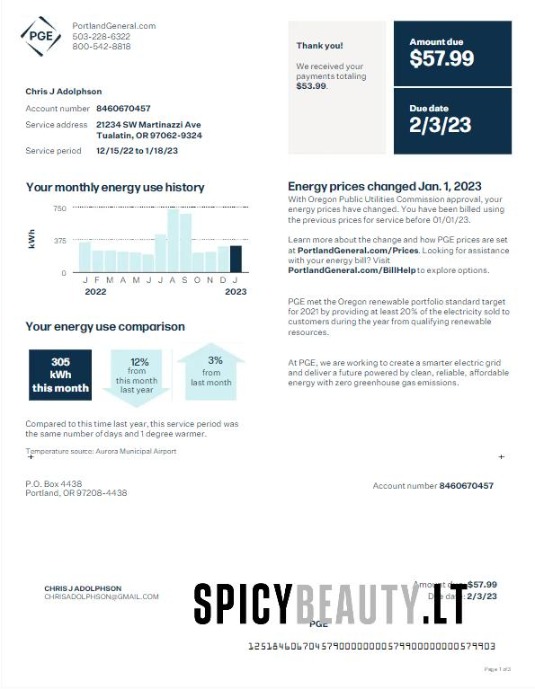 PGE
PortlandGeneral.com
503-228-6322
800-542-8818
Thank you!
We received your
payments totaling
$53.99.
Amount due
$57.99
Due date
2/3/23
Chris J Adolphson
Account number 8460670457
Service address 21234 SW Martinazzi Ave
Tualatin, OR 97062-9324
Service period 12/15/22 to 1/18/23
Your monthly energy use history
750
375
0
kWh
J F M A M J J A S O N D J
2022 2023
Energy prices changed Jan. 1, 2023
With Oregon Public Utilities Commission approval, your
energy prices have changed. You have been billed using
the previous prices for service before 01/01/23.
Learn more about the change and how PGE prices are set
at PortlandGeneral.com/Prices. Looking for assistance
with your energy bill? Visit
PortlandGeneral.com/BillHelp to explore options.
PGE met the Oregon renewable portfolio standard target
for 2021 by providing at least 20% of the electricity sold to
customers during the year from qualifying renewable
resources.
At PGE, we are working to create a smarter electric grid
and deliver a future powered by clean, reliable, affordable
energy with zero greenhouse gas emissions.
Your energy use comparison
305
kWh
this month
12%
from
this month
last year
3%
from
last month
Compared to this time last year, this service period was
the same number of days and 1 degree warmer.
Temperature source: Aurora Municipal Airport
P.O. Box 4438
Portland, OR 97208-4438
Account number 8460670457
CHRIS J ADOLPHSON
CHRISADOLPHSON@GMAIL.COM
Amount due: $57.99
Due date: 2/3/23
SPICYBEAUTY.LT
PGE
Page 1 of 2